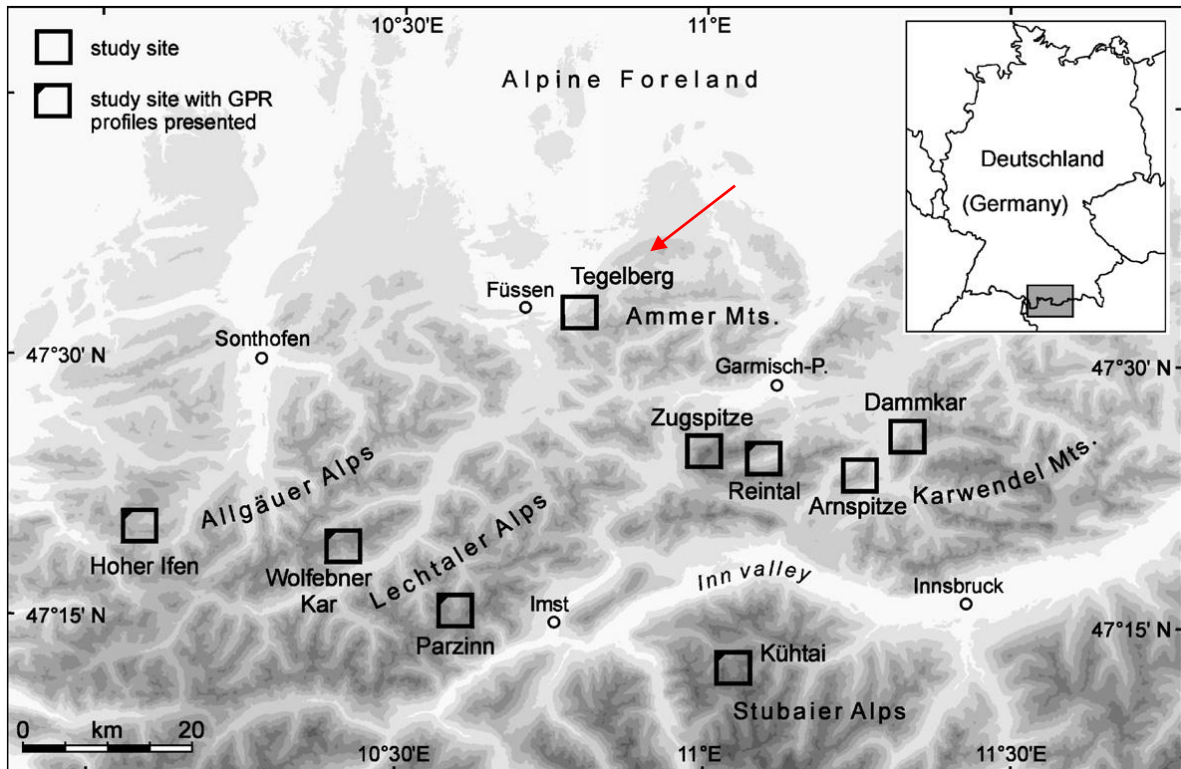 10°30'
11°E
study site
study site with GPR
profiles presented
Alpine Foreland
Deutschland
(Germany)
Tegelberg
Füssen
Ammer Mts.
Sonthofen
47°30' N
47°30' N
Garmisch-P.
Dammkar
Zugspitze
Allgäuer Alps
Reintal
Arnspitze
Karwendel Mts.
Hoher Ifen
Wolfebner
Kar
Lechtaler Alps
Inn valley
Innsbruck
47°15' N
Imst
47°15' N
Parzinn
Kühtai
Stubaier Alps
0 km 20
10°30'E
11°E
11°30'E